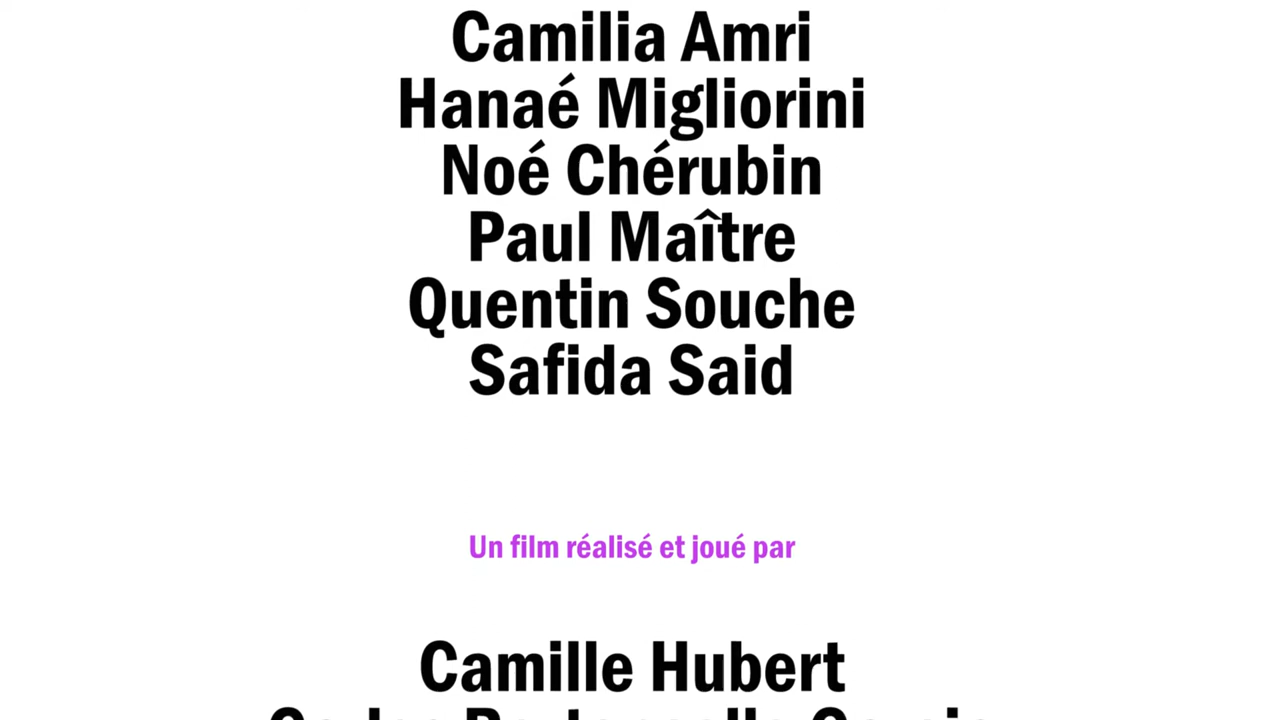 Camilia Amri
Hanaé Migliorini
Noé Chérubin
Paul Maître
Quentin Souche
Safida Said
Un film réalisé et joué par
Camille Hubert